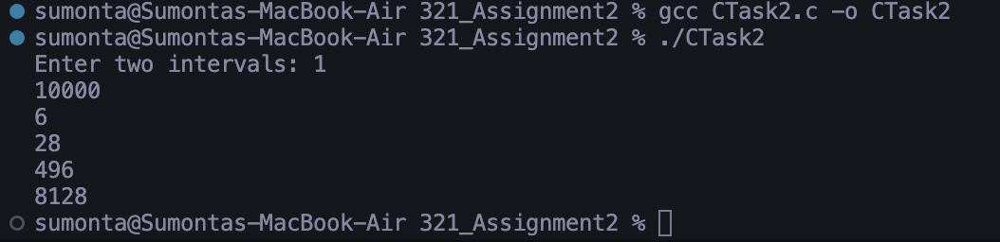 sumonta@Sumontas-MacBook-Air 321_Assignment2 % gcc CTask2.c -o CTask2
sumonta@Sumontas-MacBook-Air 321_Assignment2 % ./CTask2
Enter two intervals: 1
10000
6
28
496
8128
sumonta@Sumontas-MacBook-Air 321_Assignment2 %